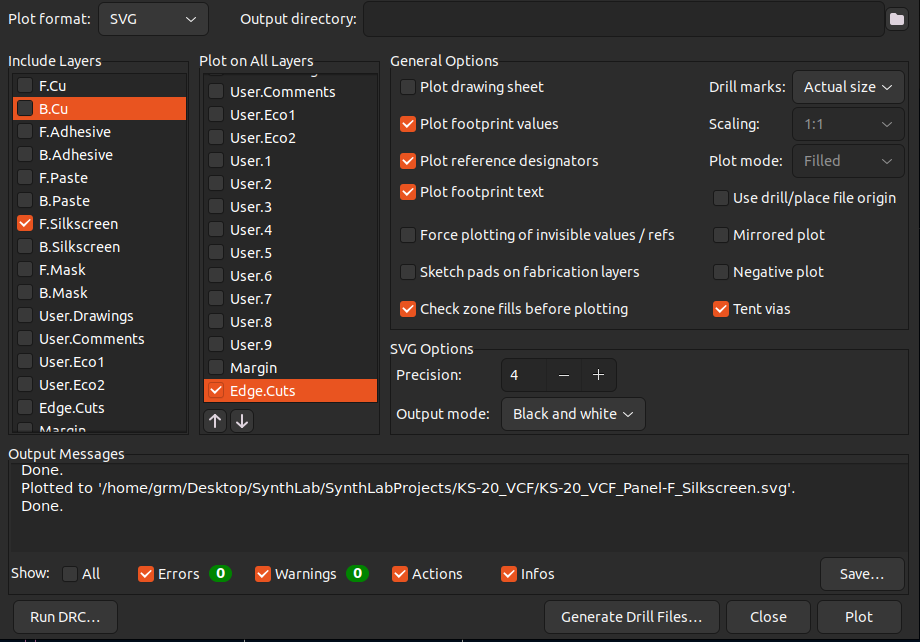 Plot format: SVG Output directory:
Include Layers
F.Cu
B.Cu
F.Adhesive
B.Adhesive
F.Paste
B.Paste
F.Silkscreen
B.Silkscreen
F.Mask
B.Mask
User.Drawings
User.Comments
User.Eco1
User.Eco2
Edge.Cuts
Margin
Plot on All Layers
User.Comments
User.Eco1
User.Eco2
User.1
User.2
User.3
User.4
User.5
User.6
User.7
User.8
User.9
Margin
Edge.Cuts
General Options
Plot drawing sheet
Plot footprint values
Plot reference designators
Plot footprint text
Force plotting of invisible values / refs
Sketch pads on fabrication layers
Check zone fills before plotting
Drill marks: Actual size
Scaling: 1:1
Plot mode: Filled
Use drill/place file origin
Mirrored plot
Negative plot
Tent vias
SVG Options
Precision: 4 − +
Output mode: Black and white
Output Messages
Done.
Plotted to '/home/grm/Desktop/SynthLab/SynthLabProjects/KS-20_VCF/KS-20_VCF_Panel-F_Silkscreen.svg'.
Done.
Show: All Errors 0 Warnings 0 Actions Infos Save...
Run DRC... Generate Drill Files... Close Plot